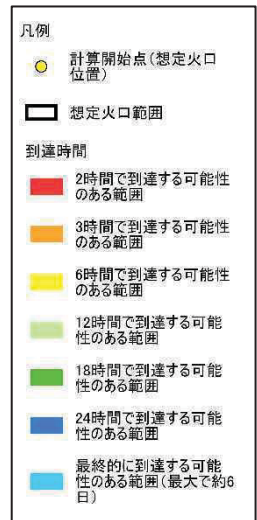 凡例
計算開始点(想定火口
位置)
想定火口範囲
到達時間
2時間で到達する可能性
のある範囲
3時間で到達する可能性
のある範囲
6時間で到達する可能性
のある範囲
12時間で到達する可能
性のある範囲
18時間で到達する可能
性のある範囲
24時間で到達する可能
性のある範囲
最終的に到達する可能
性のある範囲(最大で約6
日)